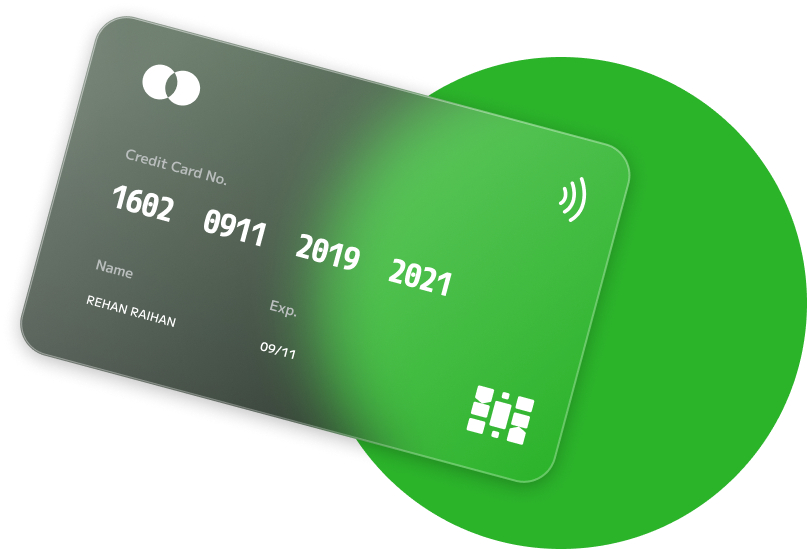 Credit Card No.
1602 0911 2019 2021
Name
Exp.
REHAN RAIHAN
09/11